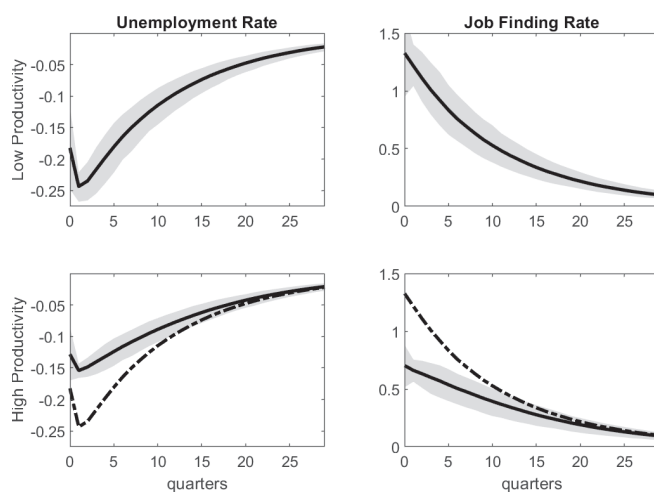 Unemployment Rate
Job Finding Rate
Low Productivity
-0.05
-0.1
-0.15
-0.2
-0.25
0 5 10 15 20 25
1.5
1
0.5
0
0 5 10 15 20 25
High Productivity
-0.05
-0.1
-0.15
-0.2
-0.25
0 5 10 15 20 25
quarters
1.5
1
0.5
0
0 5 10 15 20 25
quarters